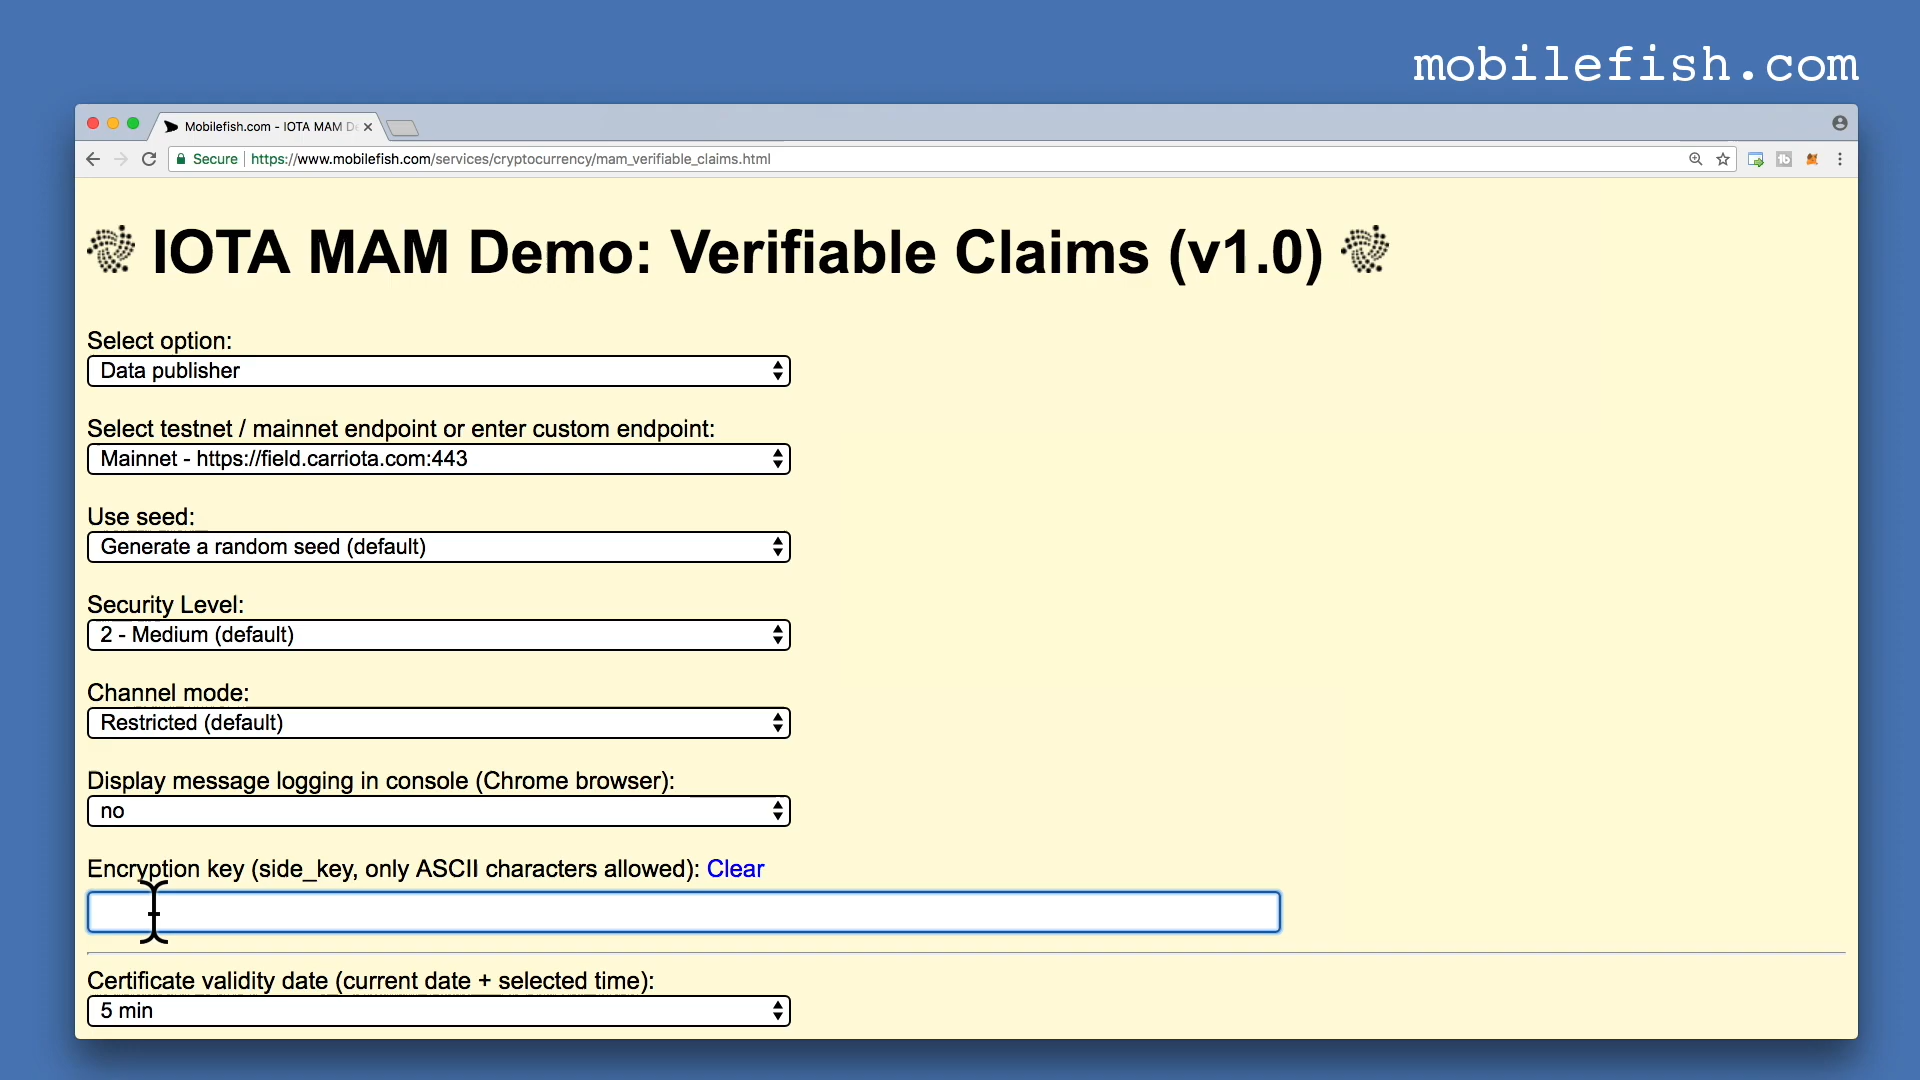 mobilefish.com
Mobilefish.com - IOTA MAM De
Secure https://www.mobilefish.com/services/cryptocurrency/mam_verifiable_claims.html
IOTA MAM Demo: Verifiable Claims (v1.0)
Select option:
Data publisher
Select testnet / mainnet endpoint or enter custom endpoint:
Mainnet - https://field.carriota.com:443
Use seed:
Generate a random seed (default)
Security Level:
2 - Medium (default)
Channel mode:
Restricted (default)
Display message logging in console (Chrome browser):
no
Encryption key (side_key, only ASCII characters allowed): Clear
Certificate validity date (current date + selected time):
5 min